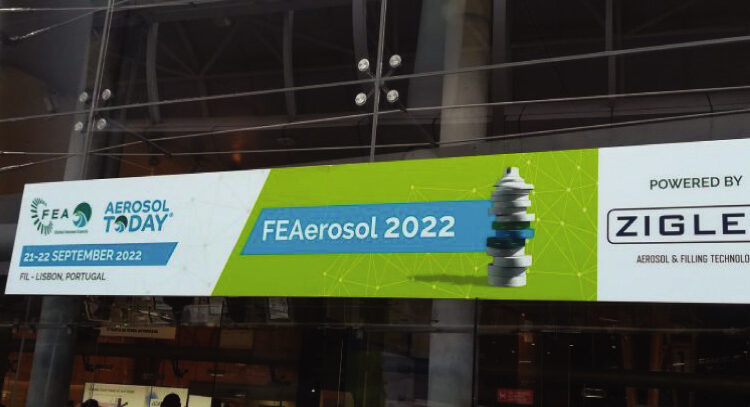 FEA
AEROSOL
TODAY®
21-22 SEPTEMBER 2022
FIL - LISBON, PORTUGAL
FEAerosol 2022
POWERED BY
ZIGLE
AEROSOL & FILLING TECHNOLO